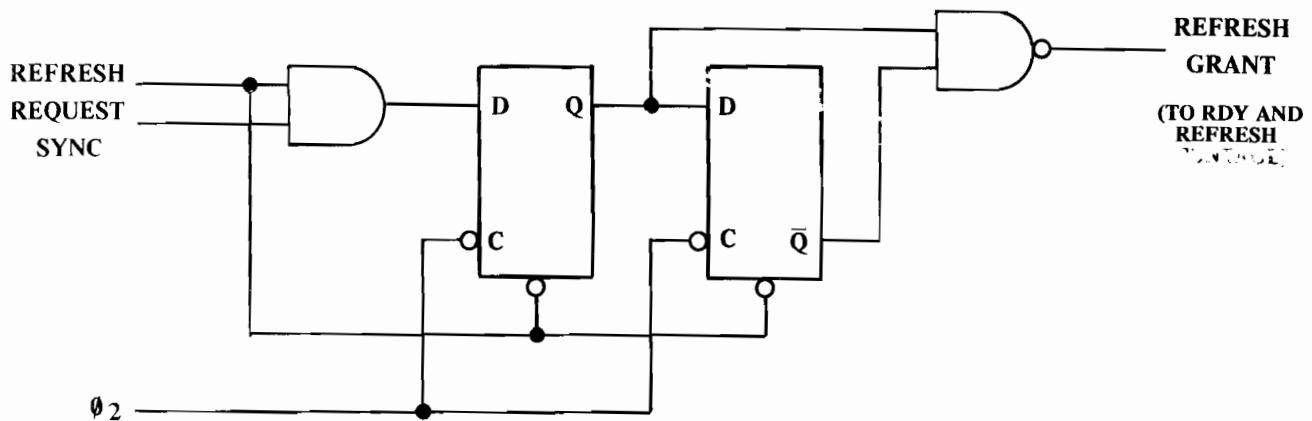 REFRESH
REQUEST
SYNC
D
Q
C
D
C
Q̅
REFRESH
GRANT
(TO RDY AND
REFRESH
Ø2